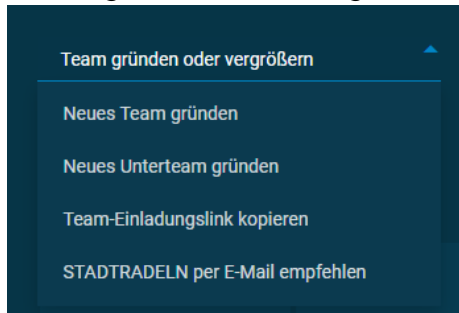 Team gründen oder vergrößern
Neues Team gründen
Neues Unterteam gründen
Team-Einladungslink kopieren
STADTRADELN per E-Mail empfehlen